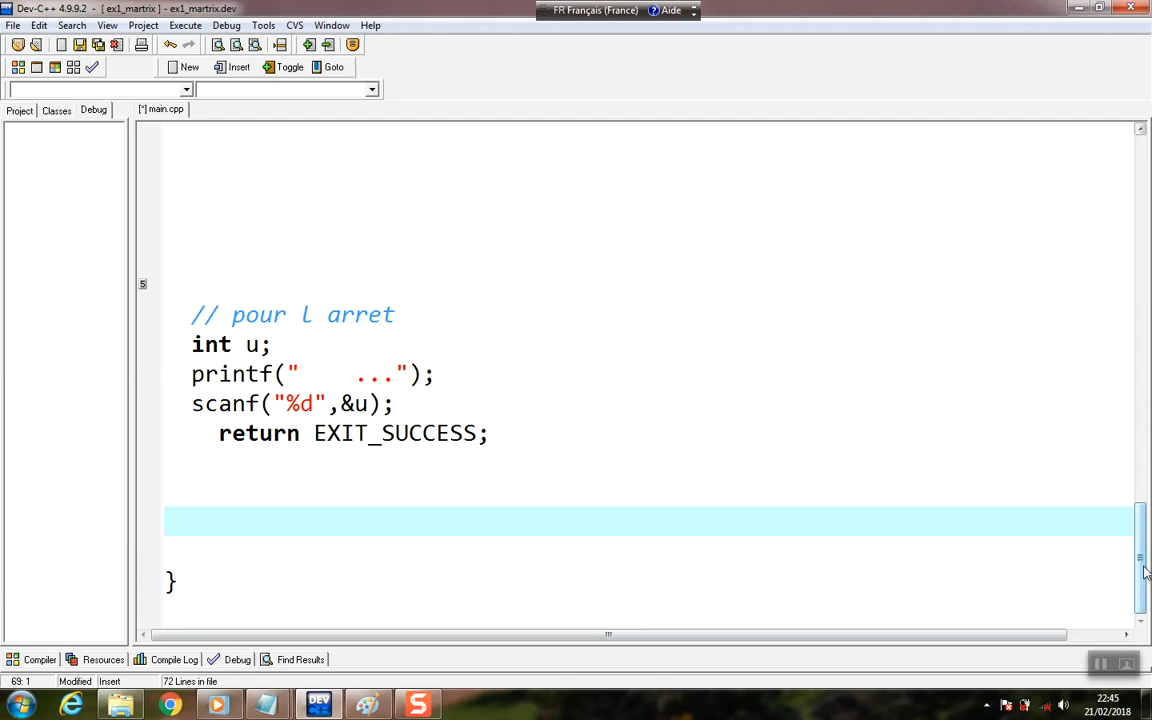 Dev-C++ 4.9.9.2 - [ ex1_martrix ] - ex1_martrix.dev
FR Français (France) Aide
File Edit Search View Project Execute Debug Tools CVS Window Help
New Insert Toggle Goto
Project Classes Debug [*] main.cpp
5
// pour l arret
int u;
printf("    ...");
scanf("%d",&u);
return EXIT_SUCCESS;
}
Compiler Resources Compile Log Debug Find Results
69: 1 Modified Insert 72 Lines in file
DEV C++ S 22:45
21/02/2018